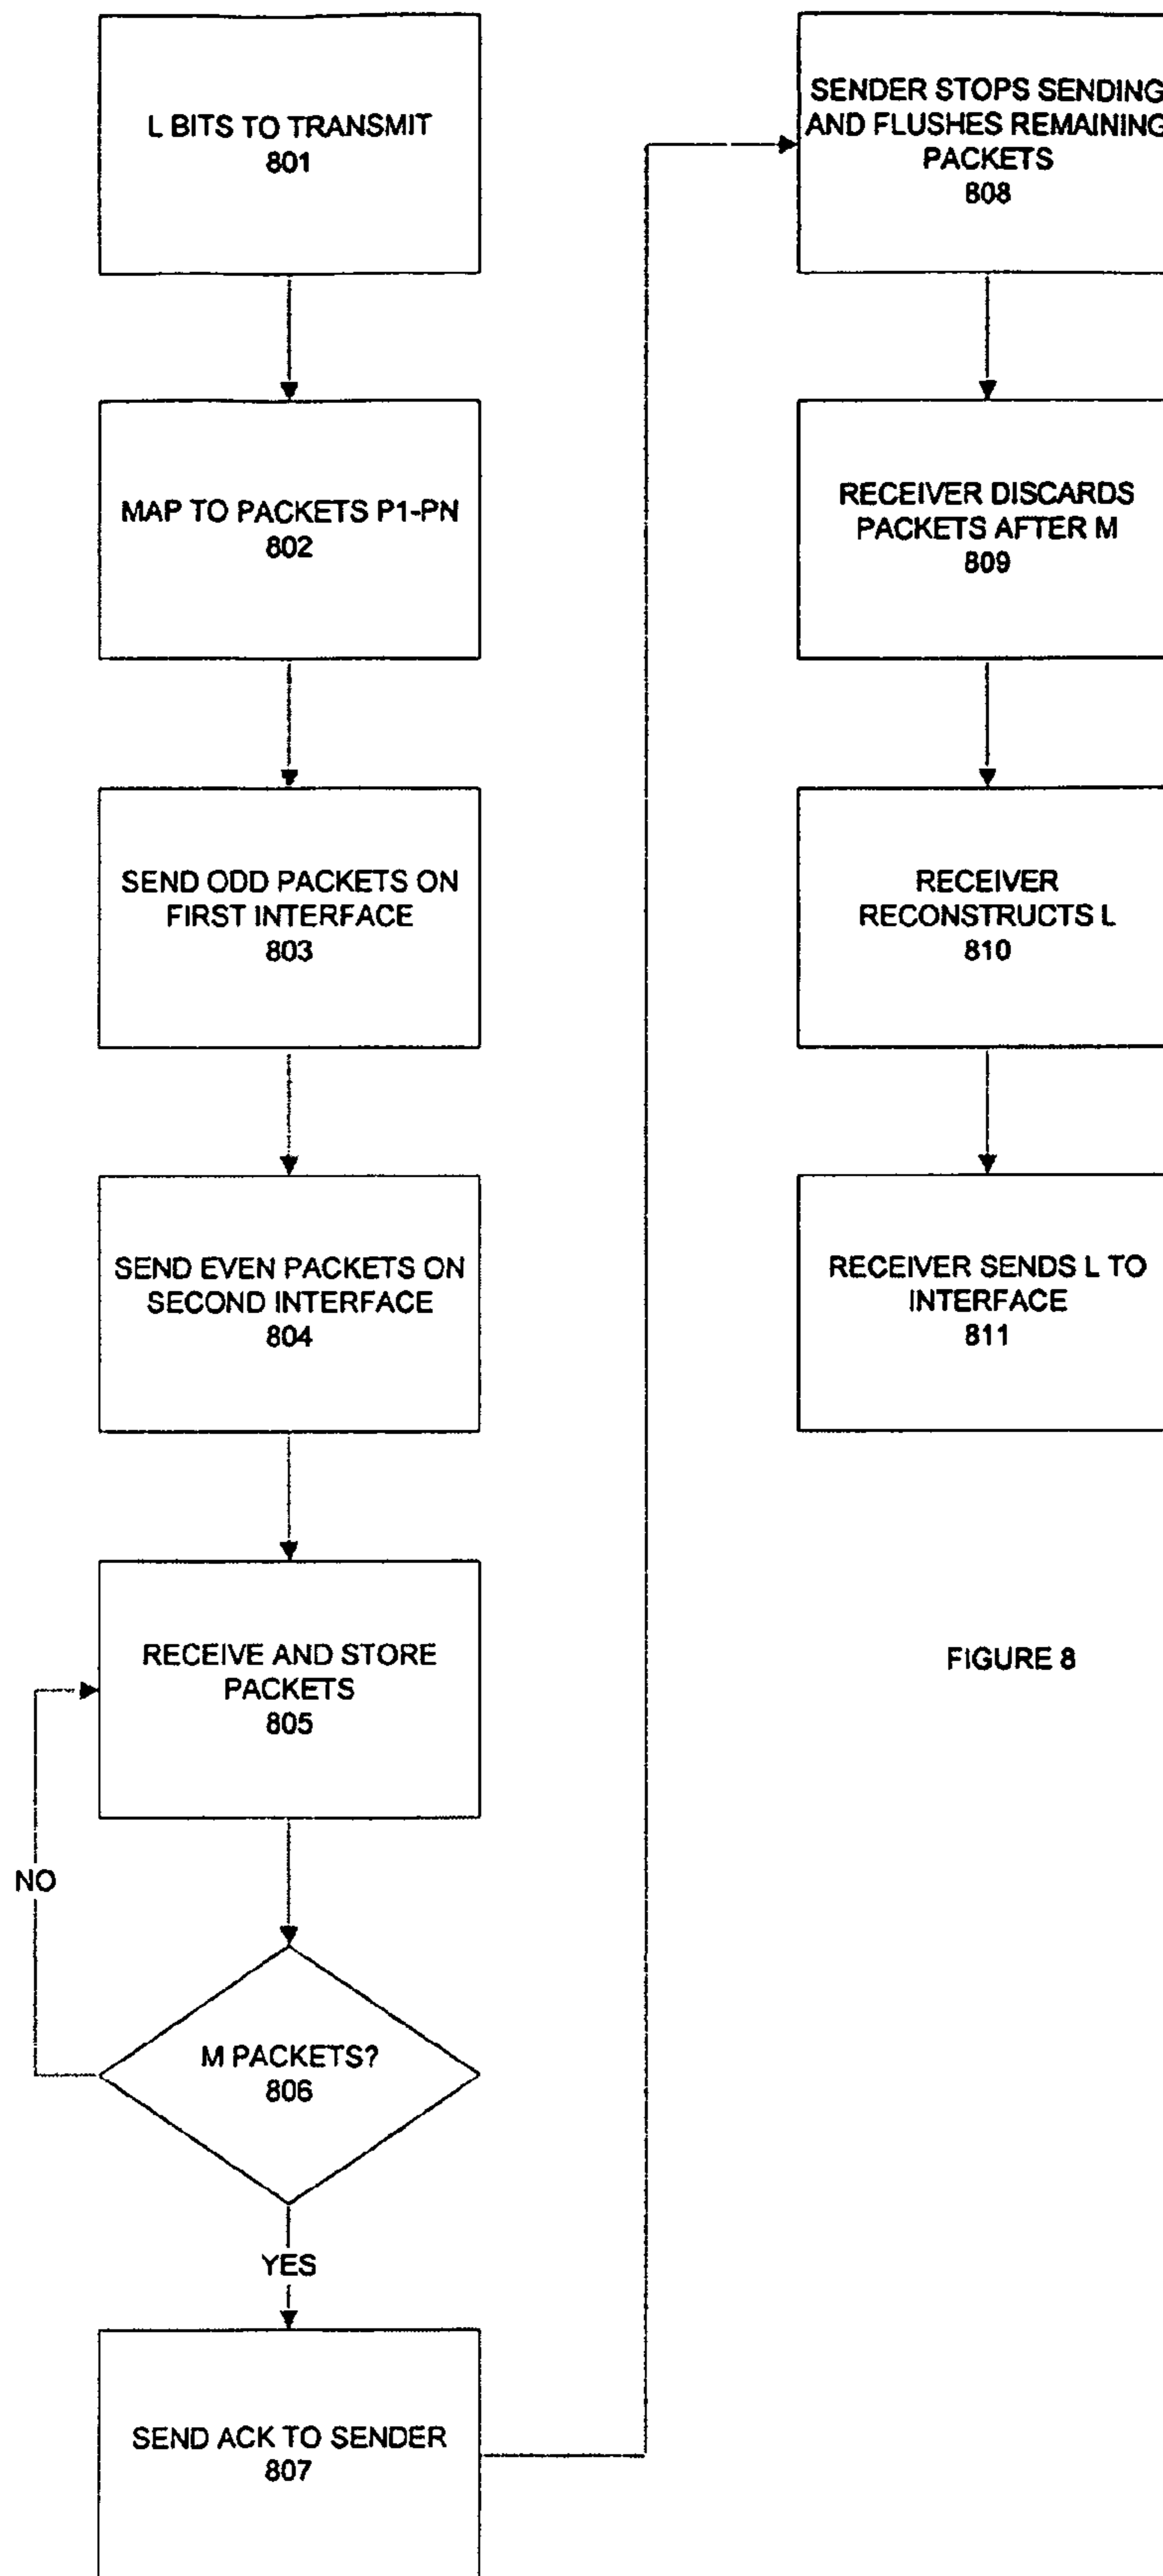 L BITS TO TRANSMIT
801
MAP TO PACKETS P1-PN
802
SEND ODD PACKETS ON
FIRST INTERFACE
803
SEND EVEN PACKETS ON
SECOND INTERFACE
804
RECEIVE AND STORE
PACKETS
805
NO
M PACKETS?
806
YES
SEND ACK TO SENDER
807
SENDER STOPS SENDING
AND FLUSHES REMAINING
PACKETS
808
RECEIVER DISCARDS
PACKETS AFTER M
809
RECEIVER
RECONSTRUCTS L
810
RECEIVER SENDS L TO
INTERFACE
811
FIGURE 8